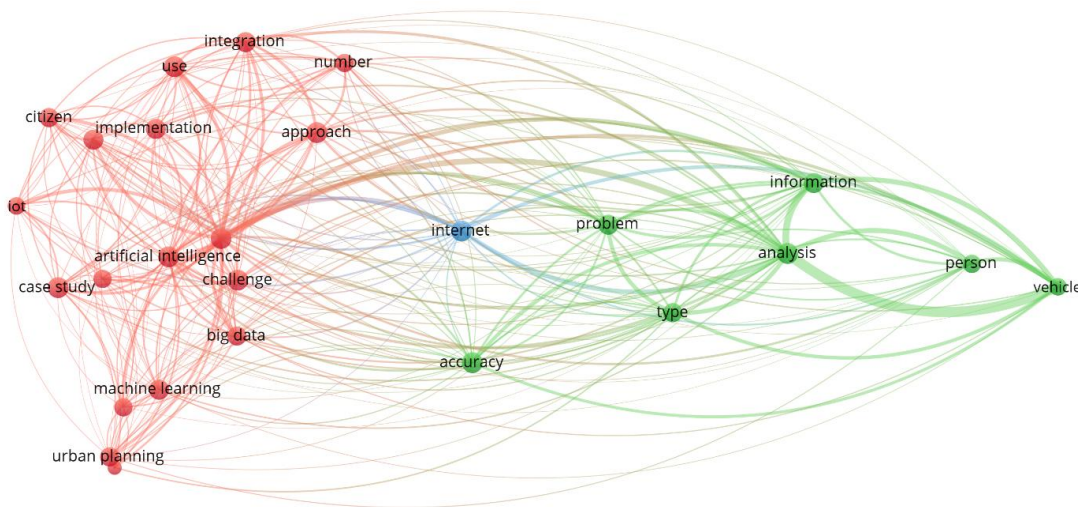 integration
use
number
citizen
implementation
approach
iot
information
problem
internet
analysis
artificial intelligence
person
challenge
case study
vehicle
type
big data
accuracy
machine learning
urban planning